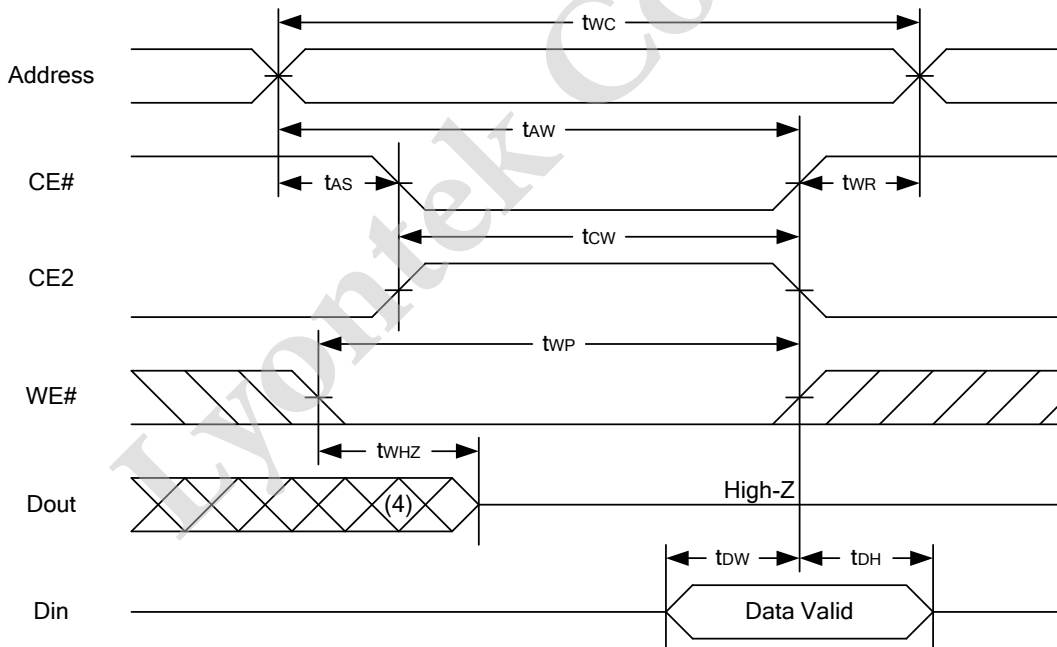 tWC
Address
tAW
CE#
tAS
tWR
tCW
CE2
tWP
WE#
tWHZ
Dout
(4)
High-Z
tDW
tDH
Din
Data Valid
Lyontek Co